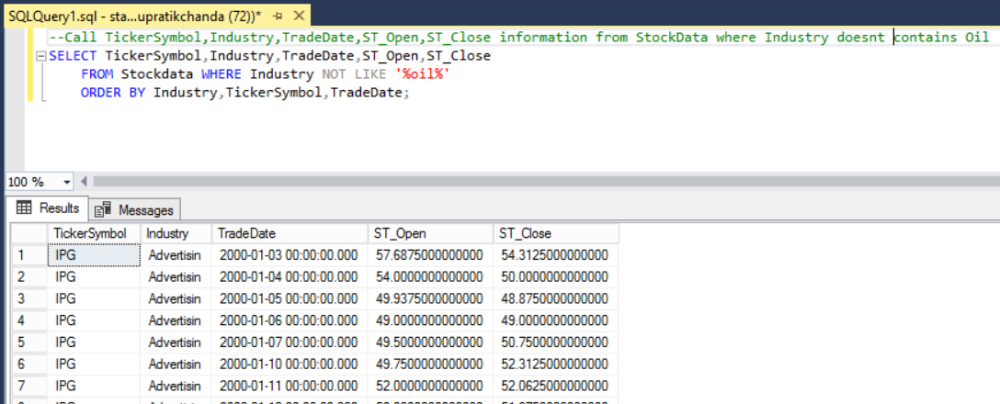 SQLQuery1.sql - sta...upratikchanda (72))*
--Call TickerSymbol,Industry,TradeDate,ST_Open,ST_Close information from StockData where Industry doesnt contains Oil
SELECT TickerSymbol,Industry,TradeDate,ST_Open,ST_Close
FROM Stockdata WHERE Industry NOT LIKE '%oil%'
ORDER BY Industry,TickerSymbol,TradeDate;
100 %
Results Messages
TickerSymbol Industry TradeDate ST_Open ST_Close
1 IPG Advertisin 2000-01-03 00:00:00.000 57.6875000000000 54.3125000000000
2 IPG Advertisin 2000-01-04 00:00:00.000 54.0000000000000 50.0000000000000
3 IPG Advertisin 2000-01-05 00:00:00.000 49.9375000000000 48.8750000000000
4 IPG Advertisin 2000-01-06 00:00:00.000 49.0000000000000 49.0000000000000
5 IPG Advertisin 2000-01-07 00:00:00.000 49.5000000000000 50.7500000000000
6 IPG Advertisin 2000-01-10 00:00:00.000 49.7500000000000 52.3125000000000
7 IPG Advertisin 2000-01-11 00:00:00.000 52.0000000000000 52.0625000000000